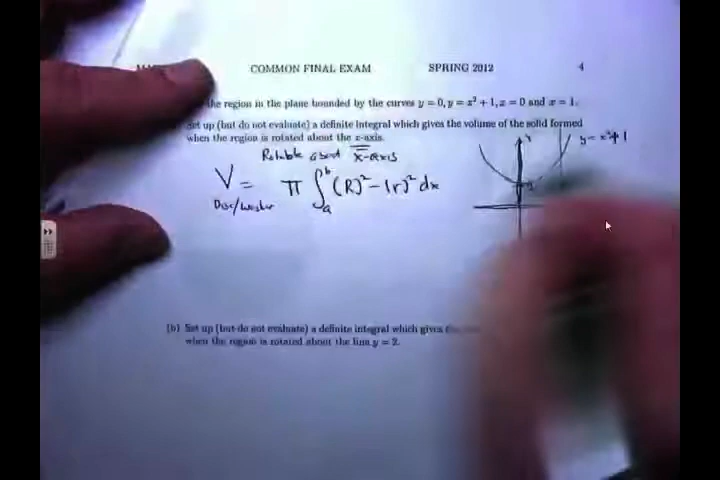 COMMON FINAL EXAM SPRING 2012 4
the region in the plane bounded by the curves y = 0, y = x² + 1, x = 0 and x = 1.
Set up (but do not evaluate) a definite integral which gives the volume of the solid formed
when the region is rotated about the x-axis.
about x-axis
V = π ∫ₐᵇ (R)² - (r)² dx
Disc/washer
y = x² + 1
y
(b) Set up (but do not evaluate) a definite integral which gives
when the region is rotated about the line y = 2.